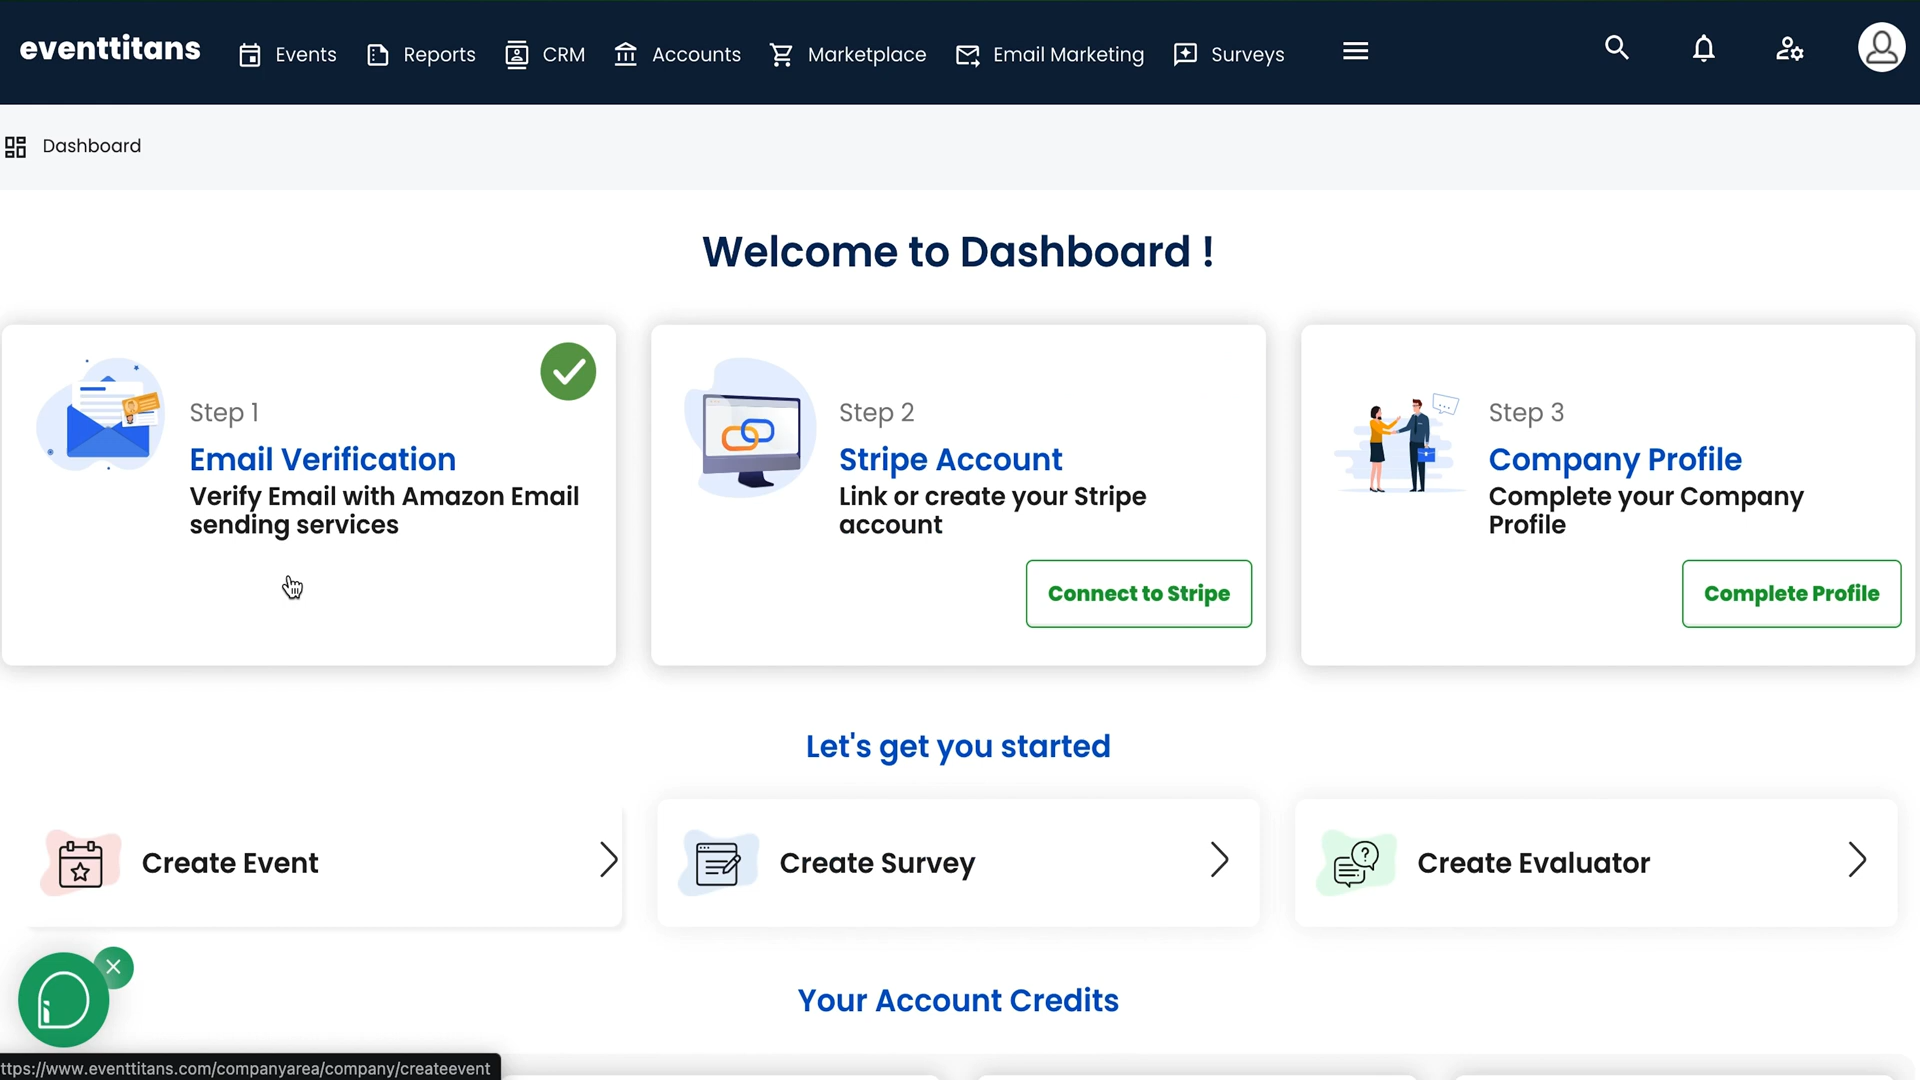 eventtitans
Events
Reports
CRM
Accounts
Marketplace
Email Marketing
Surveys
Dashboard
Welcome to Dashboard !
Step 1
Email Verification
Verify Email with Amazon Email
sending services
Step 2
Stripe Account
Link or create your Stripe
account
Connect to Stripe
Step 3
Company Profile
Complete your Company
Profile
Complete Profile
Let's get you started
Create Event
Create Survey
Create Evaluator
Your Account Credits
ttps://www.eventtitans.com/companyarea/company/createevent